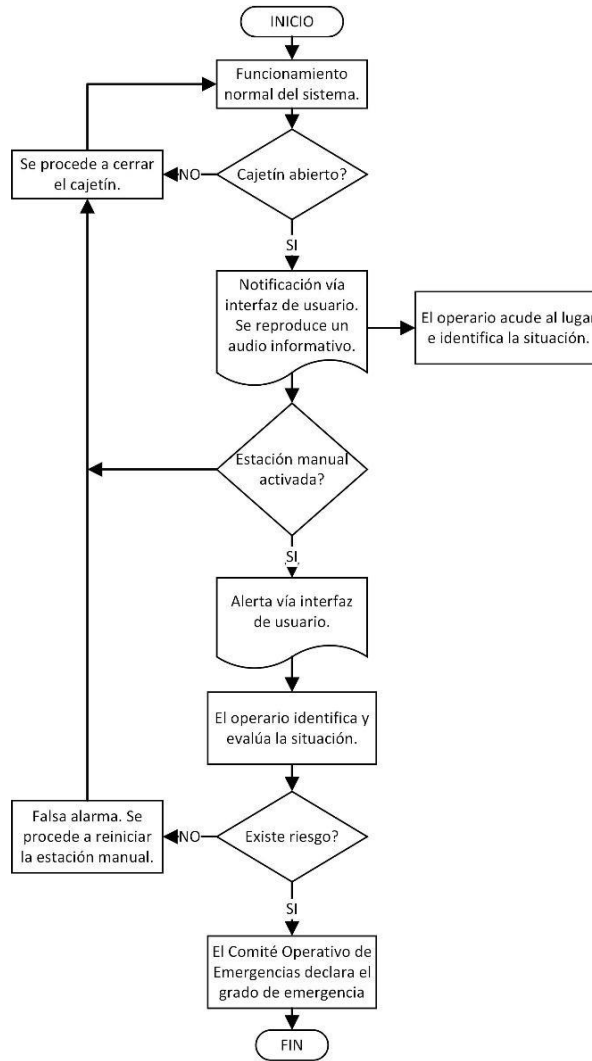 INICIO
Funcionamiento
normal del sistema.
Se procede a cerrar
el cajetín.
NO
Cajetín abierto?
SI
Notificación vía
interfaz de usuario.
Se reproduce un
audio informativo.
El operario acude al lugar
e identifica la situación.
Estación manual
activada?
SI
Alerta vía interfaz
de usuario.
El operario identifica y
evalúa la situación.
Falsa alarma. Se
procede a reiniciar
la estación manual.
NO
Existe riesgo?
SI
El Comité Operativo de
Emergencias declara el
grado de emergencia
FIN